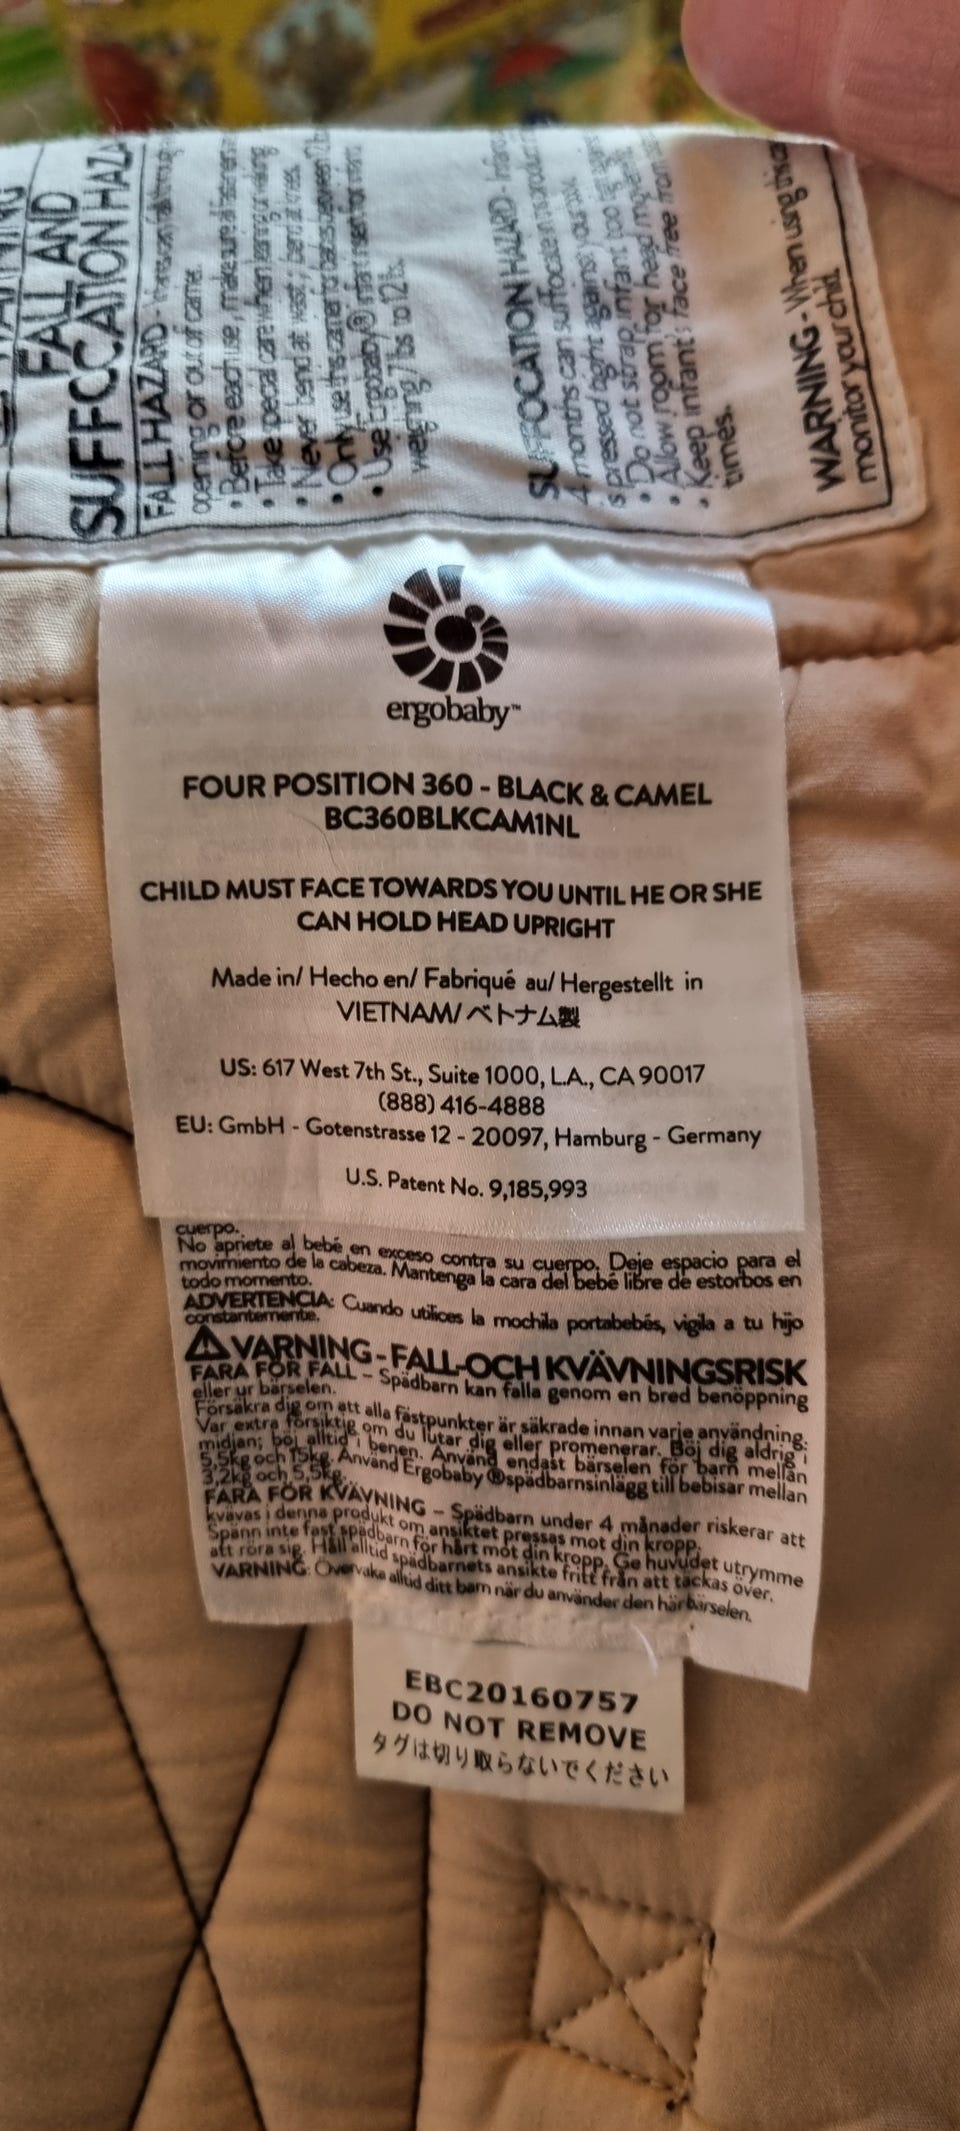 FALL AND
SUFFOCATION HAZA
FALL HAZARD - Infants can fall through
opening or out of carrier.
• Before each use, make sure all fasteners
• Take special care when leaning or walking
• Never bend at waist; bend at knees.
• Only use this carrier for babies between 12
• Use Ergobaby® infant insert for infants
weighing 7lbs to 12lbs.
SUFFOCATION HAZARD - Infan
4 months can suffocate in this product
is pressed tight against your
• Do not strap infant too tight against
• Allow room for head movement.
• Keep infant's face free from
times.
WARNING - When using this car
monitor your child.
ergobaby™
FOUR POSITION 360 - BLACK & CAMEL
BC360BLKCAM1NL
CHILD MUST FACE TOWARDS YOU UNTIL HE OR SHE
CAN HOLD HEAD UPRIGHT
Made in/ Hecho en/ Fabriqué au/ Hergestellt in
VIETNAM/ベトナム製
US: 617 West 7th St., Suite 1000, L.A., CA 90017
(888) 416-4888
EU: GmbH - Gotenstrasse 12 - 20097, Hamburg - Germany
U.S. Patent No. 9,185,993
cuerpo.
No apriete al bebé en exceso contra su cuerpo. Deje espacio para el
movimiento de la cabeza. Mantenga la cara del bebé libre de estorbos en
todo momento.
ADVERTENCIA: Cuando utilices la mochila portabebés, vigila a tu hijo
constantemente.
⚠VARNING - FALL-OCH KVÄVNINGSRISK
FARA FÖR FALL – Spädbarn kan falla genom en bred benöppning
eller ur bärselen.
Försäkra dig om att alla fästpunkter är säkrade innan varje användning.
Var extra försiktig om du lutar dig eller promenerar. Böj dig aldrig i
midjan; böj alltid i benen. Använd endast bärselen för barn mellan
5,5kg och 15kg. Använd Ergobaby®spädbarnsinlägg till bebisar mellan
3,2kg och 5,5kg.
FARA FÖR KVÄVNING – Spädbarn under 4 månader riskerar att
kvävas i denna produkt om ansiktet pressas mot din kropp.
Spänn inte fast spädbarn för hårt mot din kropp. Ge huvudet utrymme
att röra sig. Håll alltid spädbarnets ansikte fritt från att täckas över.
VARNING: Övervaka alltid ditt barn när du använder den här bärselen.
EBC20160757
DO NOT REMOVE
タグは切り取らないでください